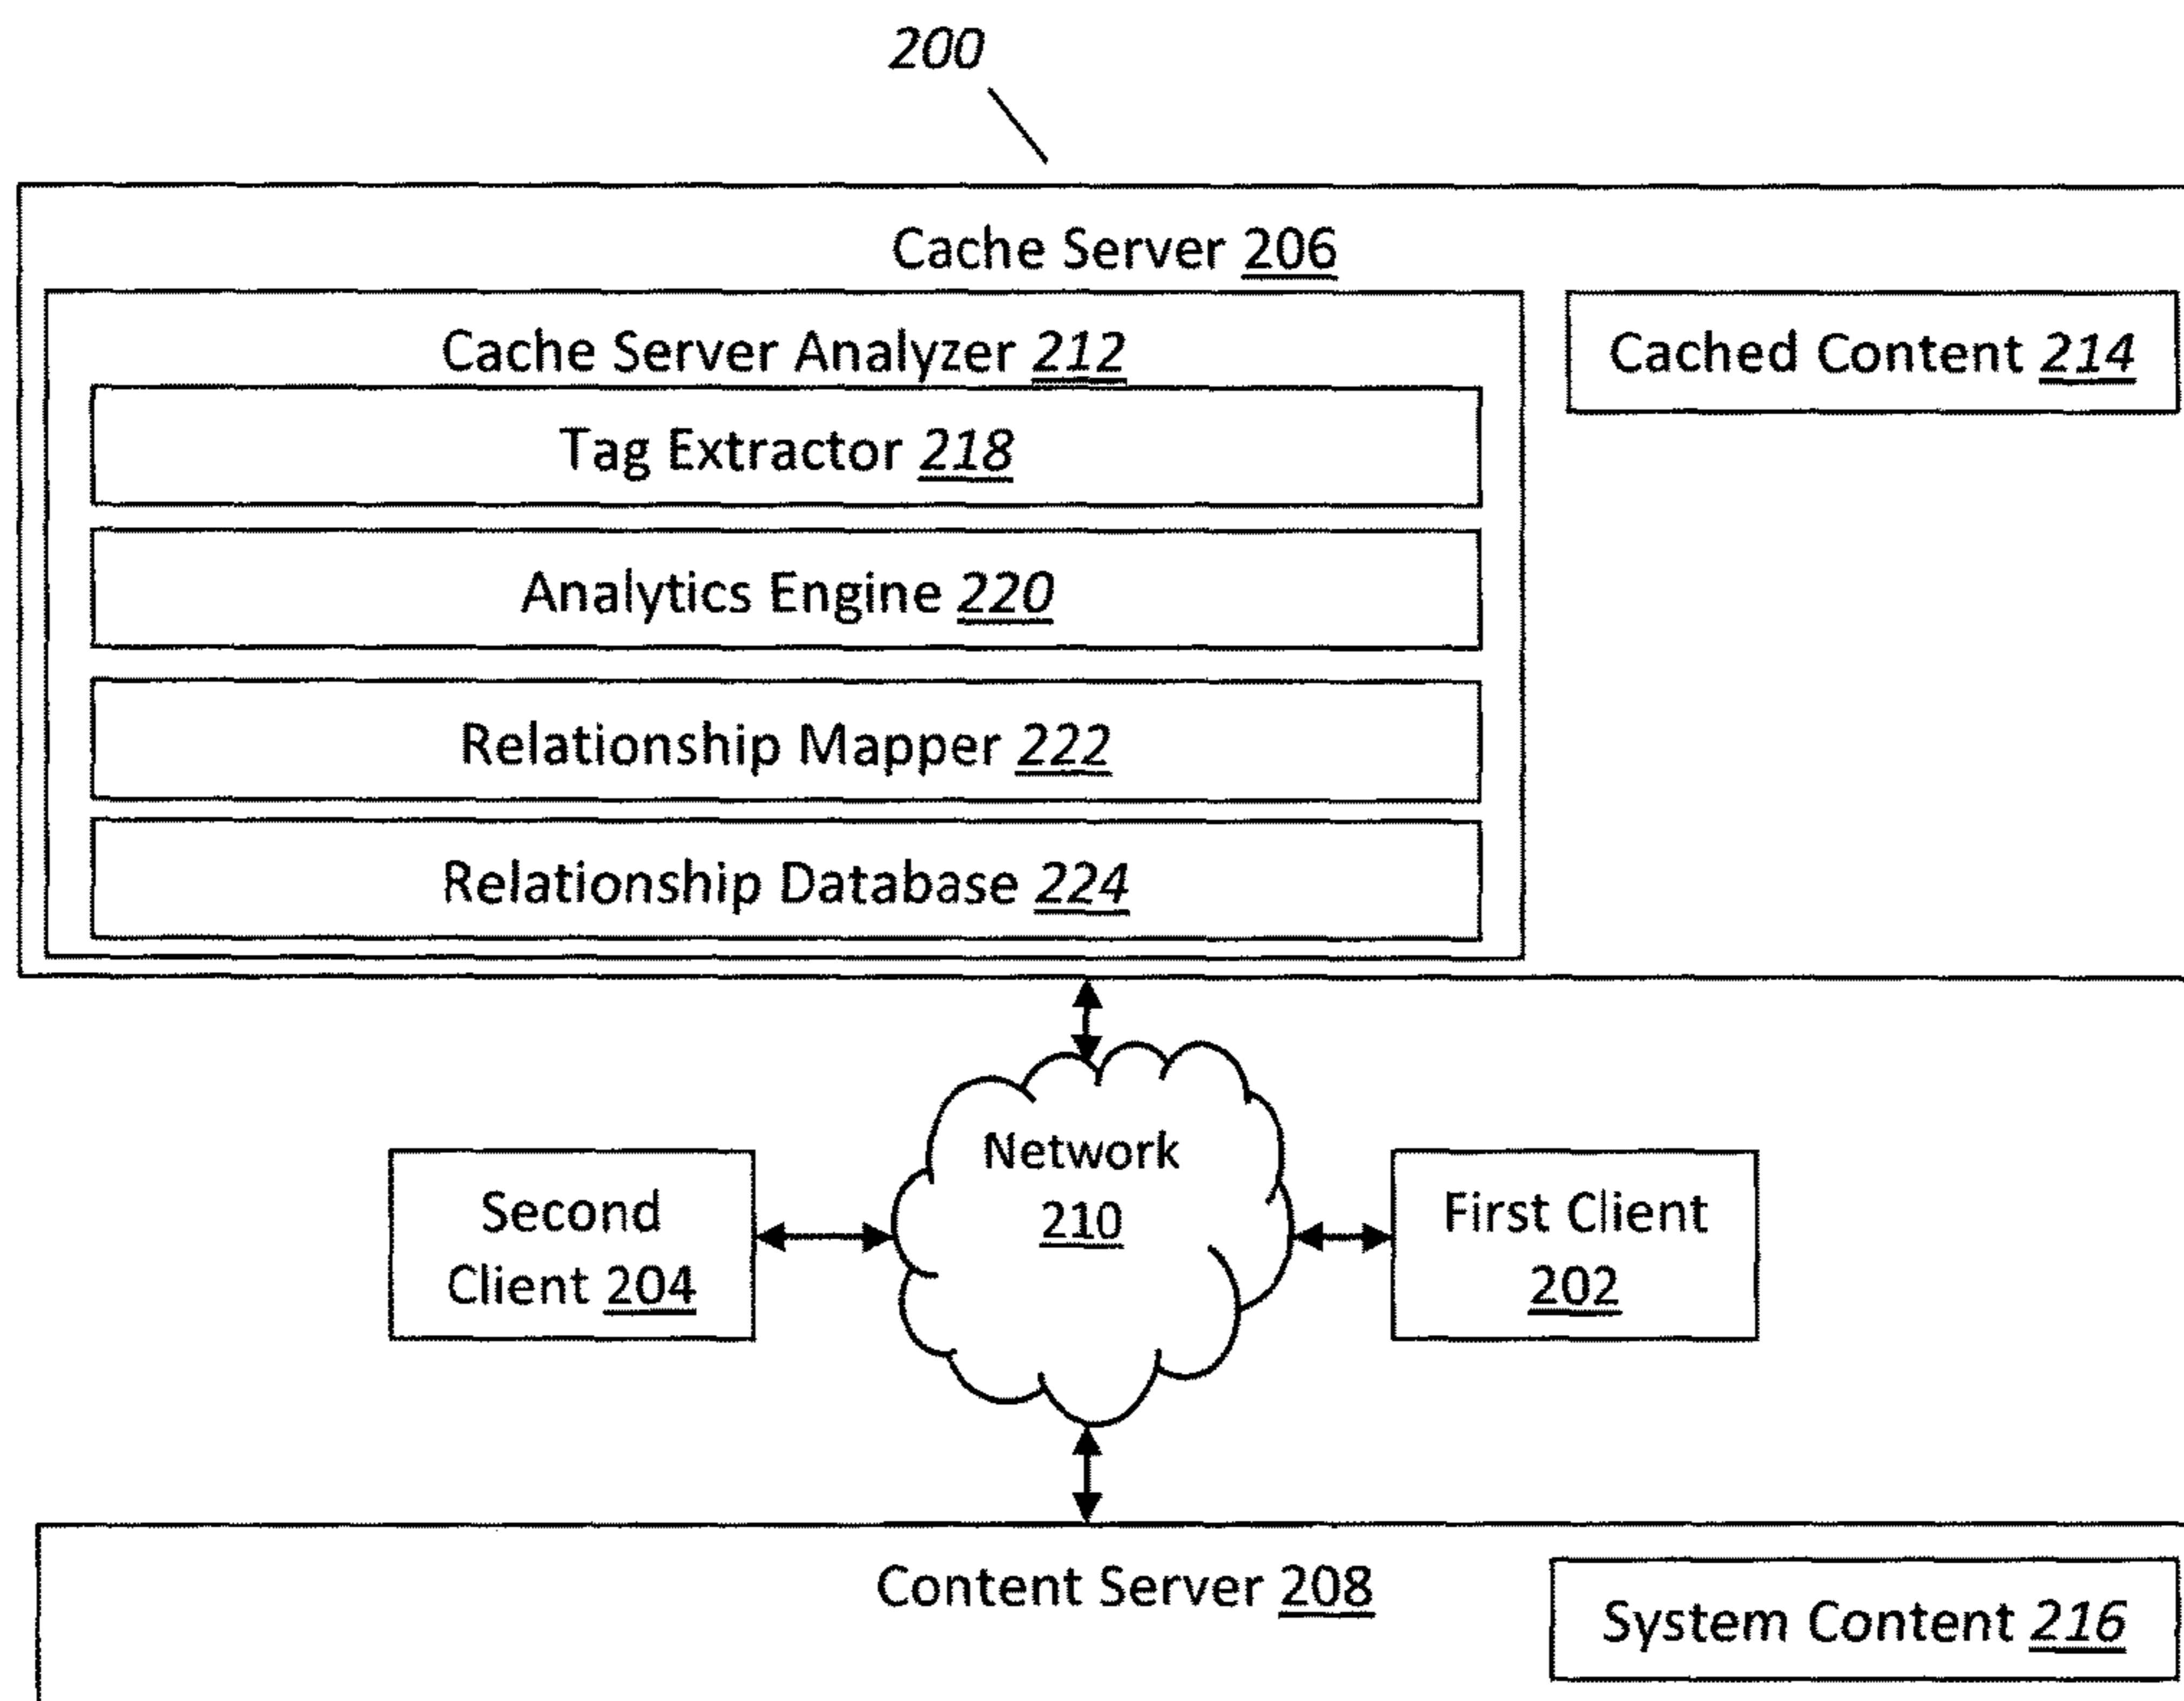 200
Cache Server 206
Cache Server Analyzer 212
Cached Content 214
Tag Extractor 218
Analytics Engine 220
Relationship Mapper 222
Relationship Database 224
Network
210
Second
Client 204
First Client
202
Content Server 208
System Content 216